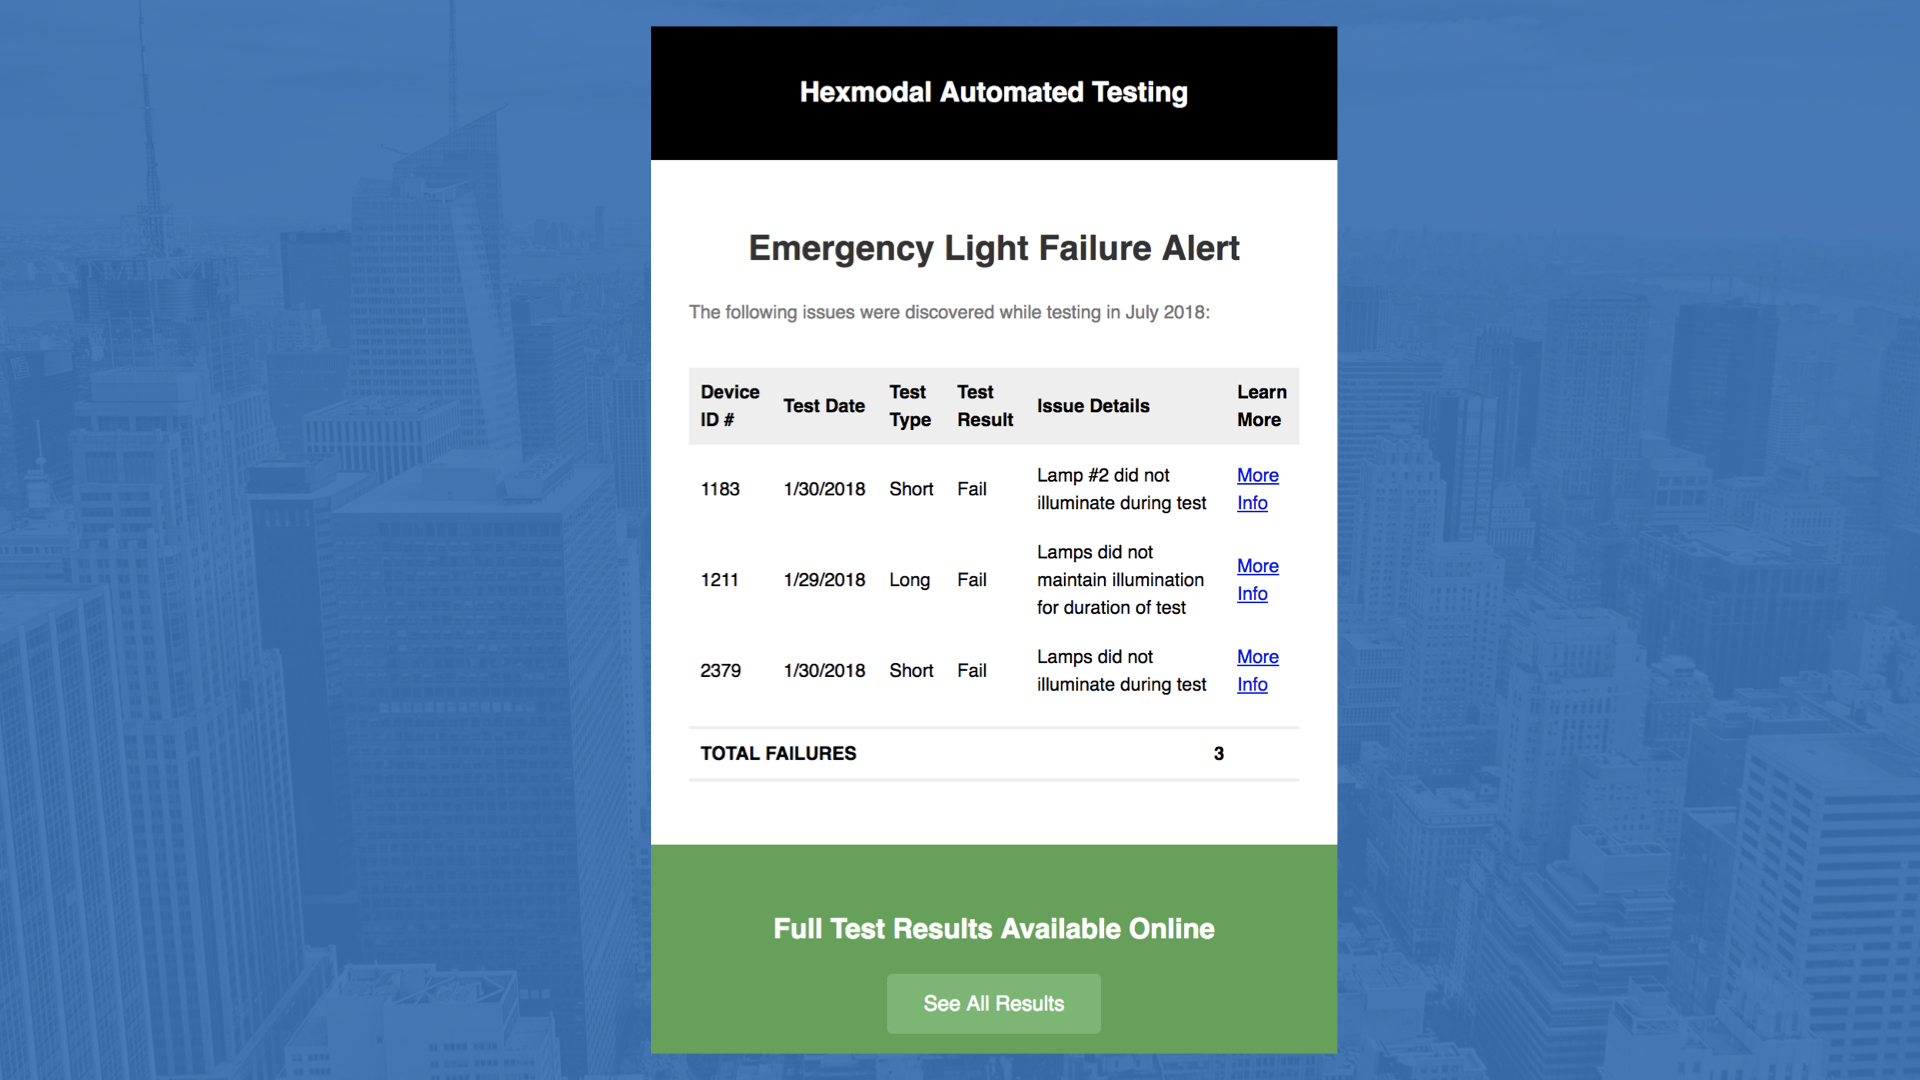 Hexmodal Automated Testing
Emergency Light Failure Alert
The following issues were discovered while testing in July 2018:
Device ID # Test Date Test Type Test Result Issue Details Learn More
1183 1/30/2018 Short Fail Lamp #2 did not illuminate during test More Info
1211 1/29/2018 Long Fail Lamps did not maintain illumination for duration of test More Info
2379 1/30/2018 Short Fail Lamps did not illuminate during test More Info
TOTAL FAILURES 3
Full Test Results Available Online
See All Results